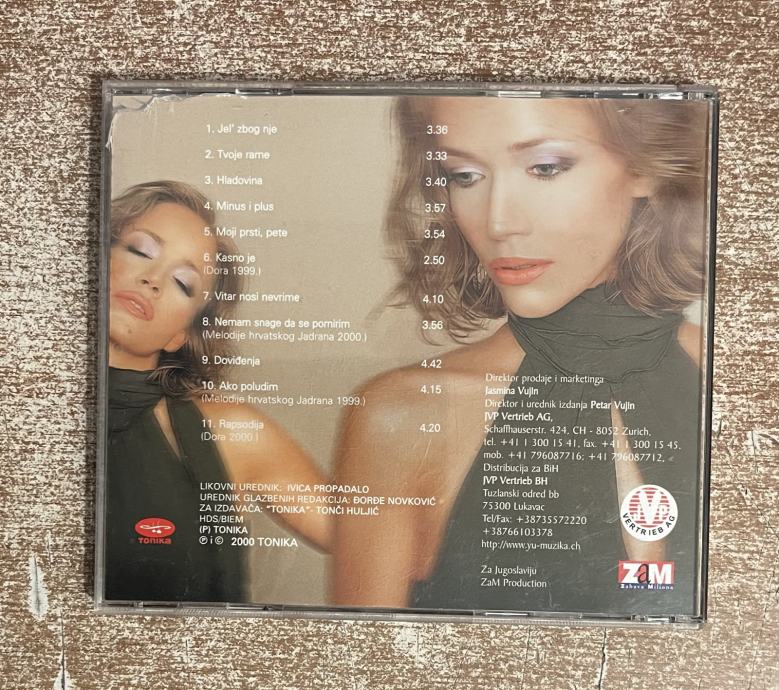 1. Jel' zbog nje 3.36
2. Tvoje rame 3.33
3. Hladovina 3.40
4. Minus i plus 3.57
5. Moji prsti, pete 3.54
6. Kasno je 2.50
(Dora 1999.)
7. Vitar nosi nevrime 4.10
8. Nemam snage da se pomirim 3.56
(Melodije hrvatskog Jadrana 2000.)
9. Doviđenja 4.42
10. Ako poludim 4.15
(Melodije hrvatskog Jadrana 1999.)
11. Rapsodija 4.20
(Dora 2000.)
LIKOVNI UREDNIK: IVICA PROPADALO
UREDNIK GLAZBENIH REDAKCIJA: ĐORĐE NOVKOVIĆ
ZA IZDAVAČA: "TONIKA"- TONČI HULJIĆ
HDS/BIEM
(P) TONIKA
℗ i © 2000 TONIKA
TONIKA
Direktor prodaje i marketinga
Jasmina Vujin
Direktor i urednik izdanja Petar Vujin
JVP Vertrieb AG,
Schaffhauserstr. 424, CH - 8052 Zurich,
tel. +41 1 300 15 41, fax. +41 1 300 15 45,
mob. +41 796087716; +41 796087712,
Distribucija za BiH
JVP Vertrieb BH
Tuzlanski odred bb
75300 Lukavac
Tel/Fax: +38735572220
+38766103378
http://www.yu-muzika.ch
Za Jugoslaviju
ZaM Production
JVP
VERTRIEB AG
ZaM
Zabava Miliona